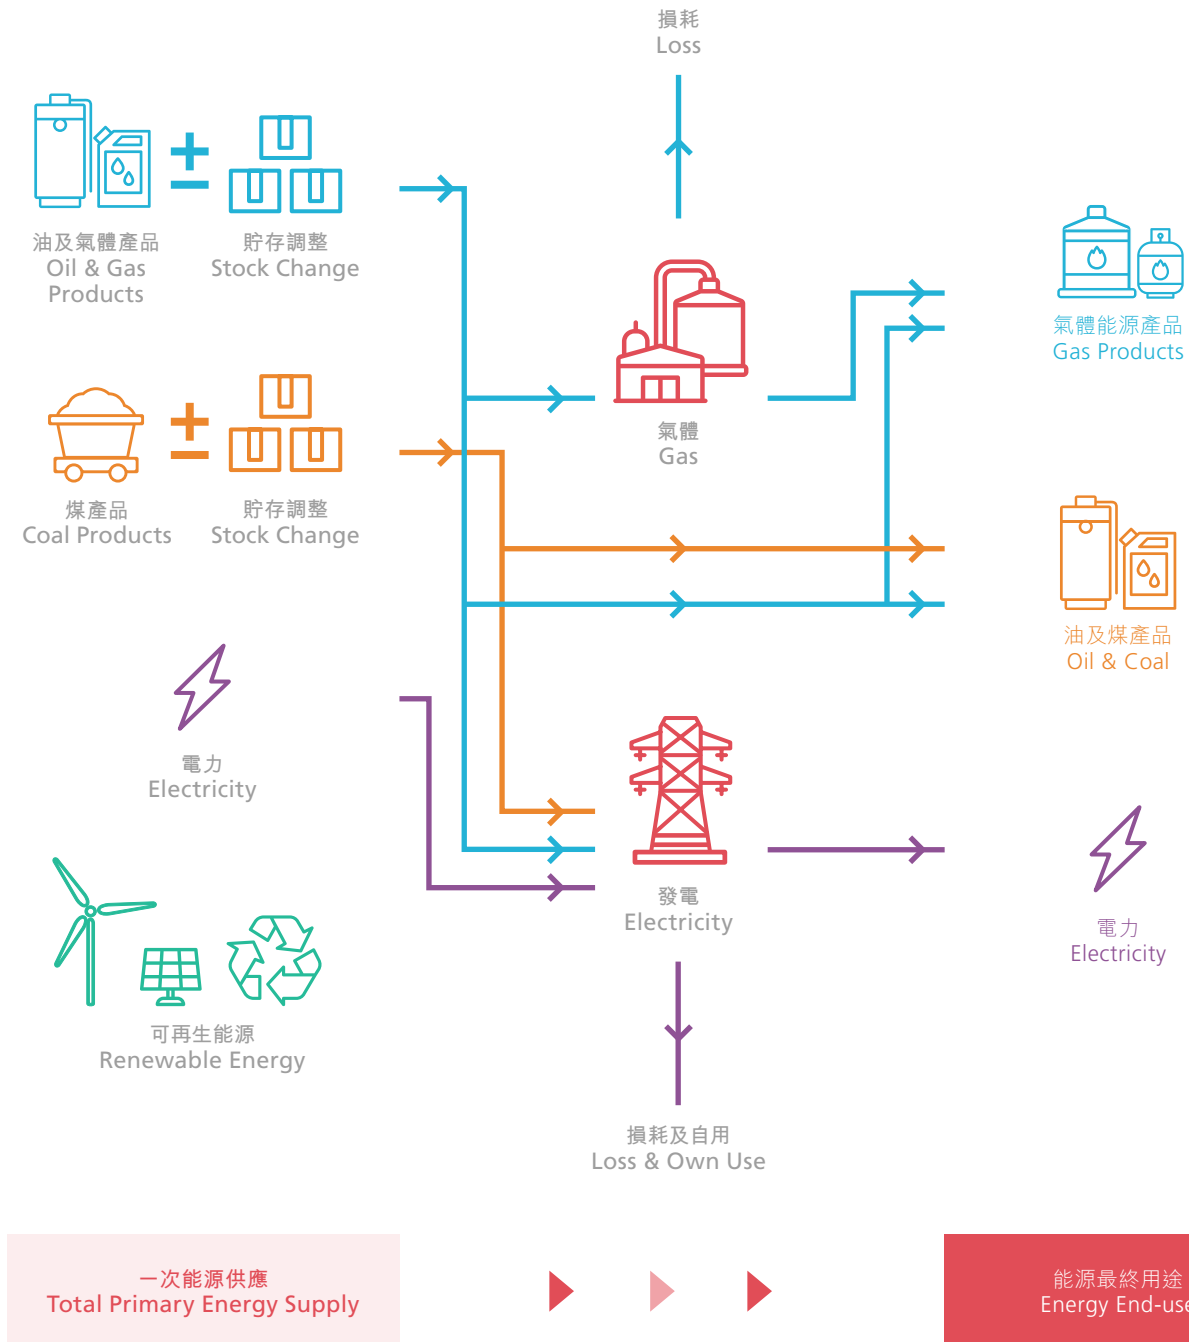 損耗
Loss
油及氣體產品
Oil & Gas
Products
貯存調整
Stock Change
氣體能源產品
Gas Products
氣體
Gas
煤產品
Coal Products
貯存調整
Stock Change
油及煤產品
Oil & Coal
電力
Electricity
發電
Electricity
電力
Electricity
可再生能源
Renewable Energy
損耗及自用
Loss & Own Use
一次能源供應
Total Primary Energy Supply
能源最終用途
Energy End-use